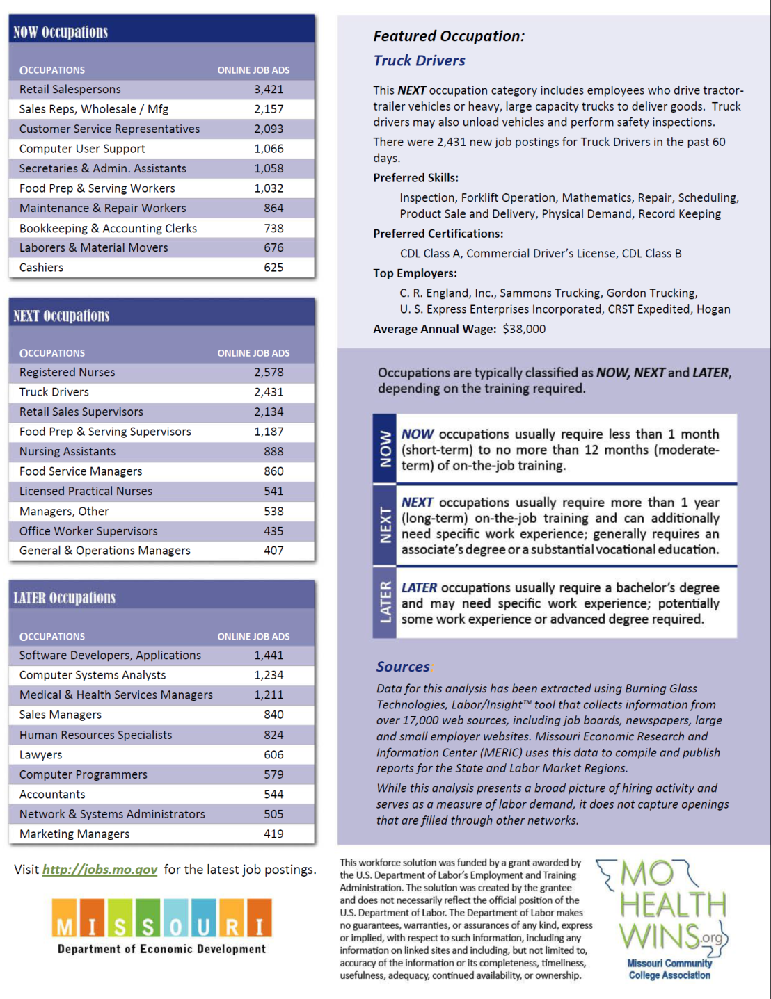 NOW Occupations
OCCUPATIONS ONLINE JOB ADS
Retail Salespersons 3,421
Sales Reps, Wholesale / Mfg 2,157
Customer Service Representatives 2,093
Computer User Support 1,066
Secretaries & Admin. Assistants 1,058
Food Prep & Serving Workers 1,032
Maintenance & Repair Workers 864
Bookkeeping & Accounting Clerks 738
Laborers & Material Movers 676
Cashiers 625
NEXT Occupations
OCCUPATIONS ONLINE JOB ADS
Registered Nurses 2,578
Truck Drivers 2,431
Retail Sales Supervisors 2,134
Food Prep & Serving Supervisors 1,187
Nursing Assistants 888
Food Service Managers 860
Licensed Practical Nurses 541
Managers, Other 538
Office Worker Supervisors 435
General & Operations Managers 407
LATER Occupations
OCCUPATIONS ONLINE JOB ADS
Software Developers, Applications 1,441
Computer Systems Analysts 1,234
Medical & Health Services Managers 1,211
Sales Managers 840
Human Resources Specialists 824
Lawyers 606
Computer Programmers 579
Accountants 544
Network & Systems Administrators 505
Marketing Managers 419
Visit http://jobs.mo.gov for the latest job postings.
MISSOURI
Department of Economic Development
Featured Occupation:
Truck Drivers
This NEXT occupation category includes employees who drive tractor-
trailer vehicles or heavy, large capacity trucks to deliver goods. Truck
drivers may also unload vehicles and perform safety inspections.
There were 2,431 new job postings for Truck Drivers in the past 60
days.
Preferred Skills:
Inspection, Forklift Operation, Mathematics, Repair, Scheduling,
Product Sale and Delivery, Physical Demand, Record Keeping
Preferred Certifications:
CDL Class A, Commercial Driver's License, CDL Class B
Top Employers:
C. R. England, Inc., Sammons Trucking, Gordon Trucking,
U. S. Express Enterprises Incorporated, CRST Expedited, Hogan
Average Annual Wage: $38,000
Occupations are typically classified as NOW, NEXT and LATER,
depending on the training required.
NOW
NOW occupations usually require less than 1 month
(short-term) to no more than 12 months (moderate-
term) of on-the-job training.
NEXT
NEXT occupations usually require more than 1 year
(long-term) on-the-job training and can additionally
need specific work experience; generally requires an
associate's degree or a substantial vocational education.
LATER
LATER occupations usually require a bachelor's degree
and may need specific work experience; potentially
some work experience or advanced degree required.
Sources:
Data for this analysis has been extracted using Burning Glass
Technologies, Labor/Insight™ tool that collects information from
over 17,000 web sources, including job boards, newspapers, large
and small employer websites. Missouri Economic Research and
Information Center (MERIC) uses this data to compile and publish
reports for the State and Labor Market Regions.
While this analysis presents a broad picture of hiring activity and
serves as a measure of labor demand, it does not capture openings
that are filled through other networks.
This workforce solution was funded by a grant awarded by
the U.S. Department of Labor's Employment and Training
Administration. The solution was created by the grantee
and does not necessarily reflect the official position of the
U.S. Department of Labor. The Department of Labor makes
no guarantees, warranties, or assurances of any kind, express
or implied, with respect to such information, including any
information on linked sites and including, but not limited to,
accuracy of the information or its completeness, timeliness,
usefulness, adequacy, continued availability, or ownership.
MO
HEALTH
WINS.org
Missouri Community
College Association